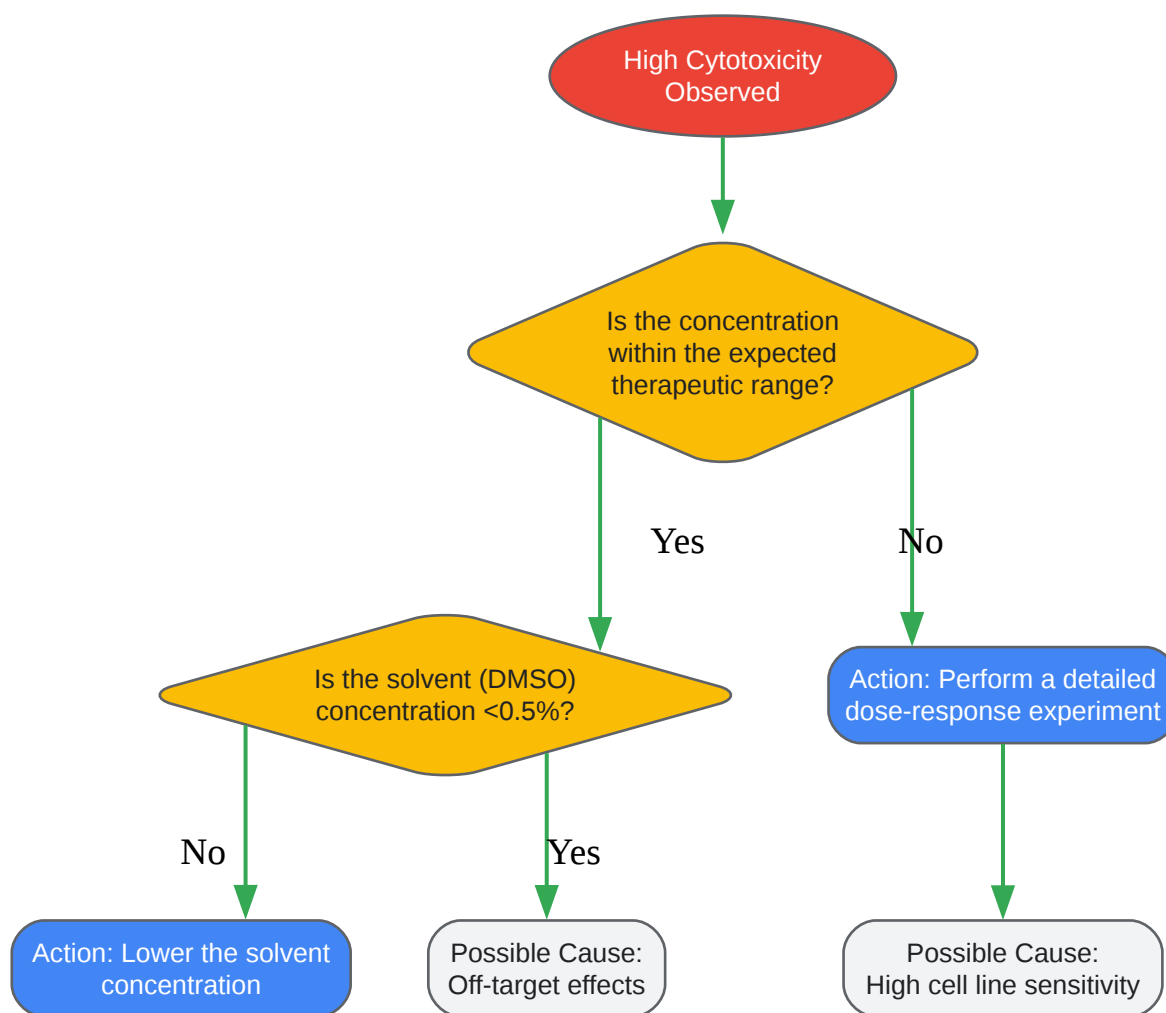 High Cytotoxicity
Observed
Is the concentration
within the expected
therapeutic range?
Yes
No
Is the solvent (DMSO)
concentration <0.5%?
Action: Perform a detailed
dose-response experiment
No
Yes
Action: Lower the solvent
concentration
Possible Cause:
Off-target effects
Possible Cause:
High cell line sensitivity